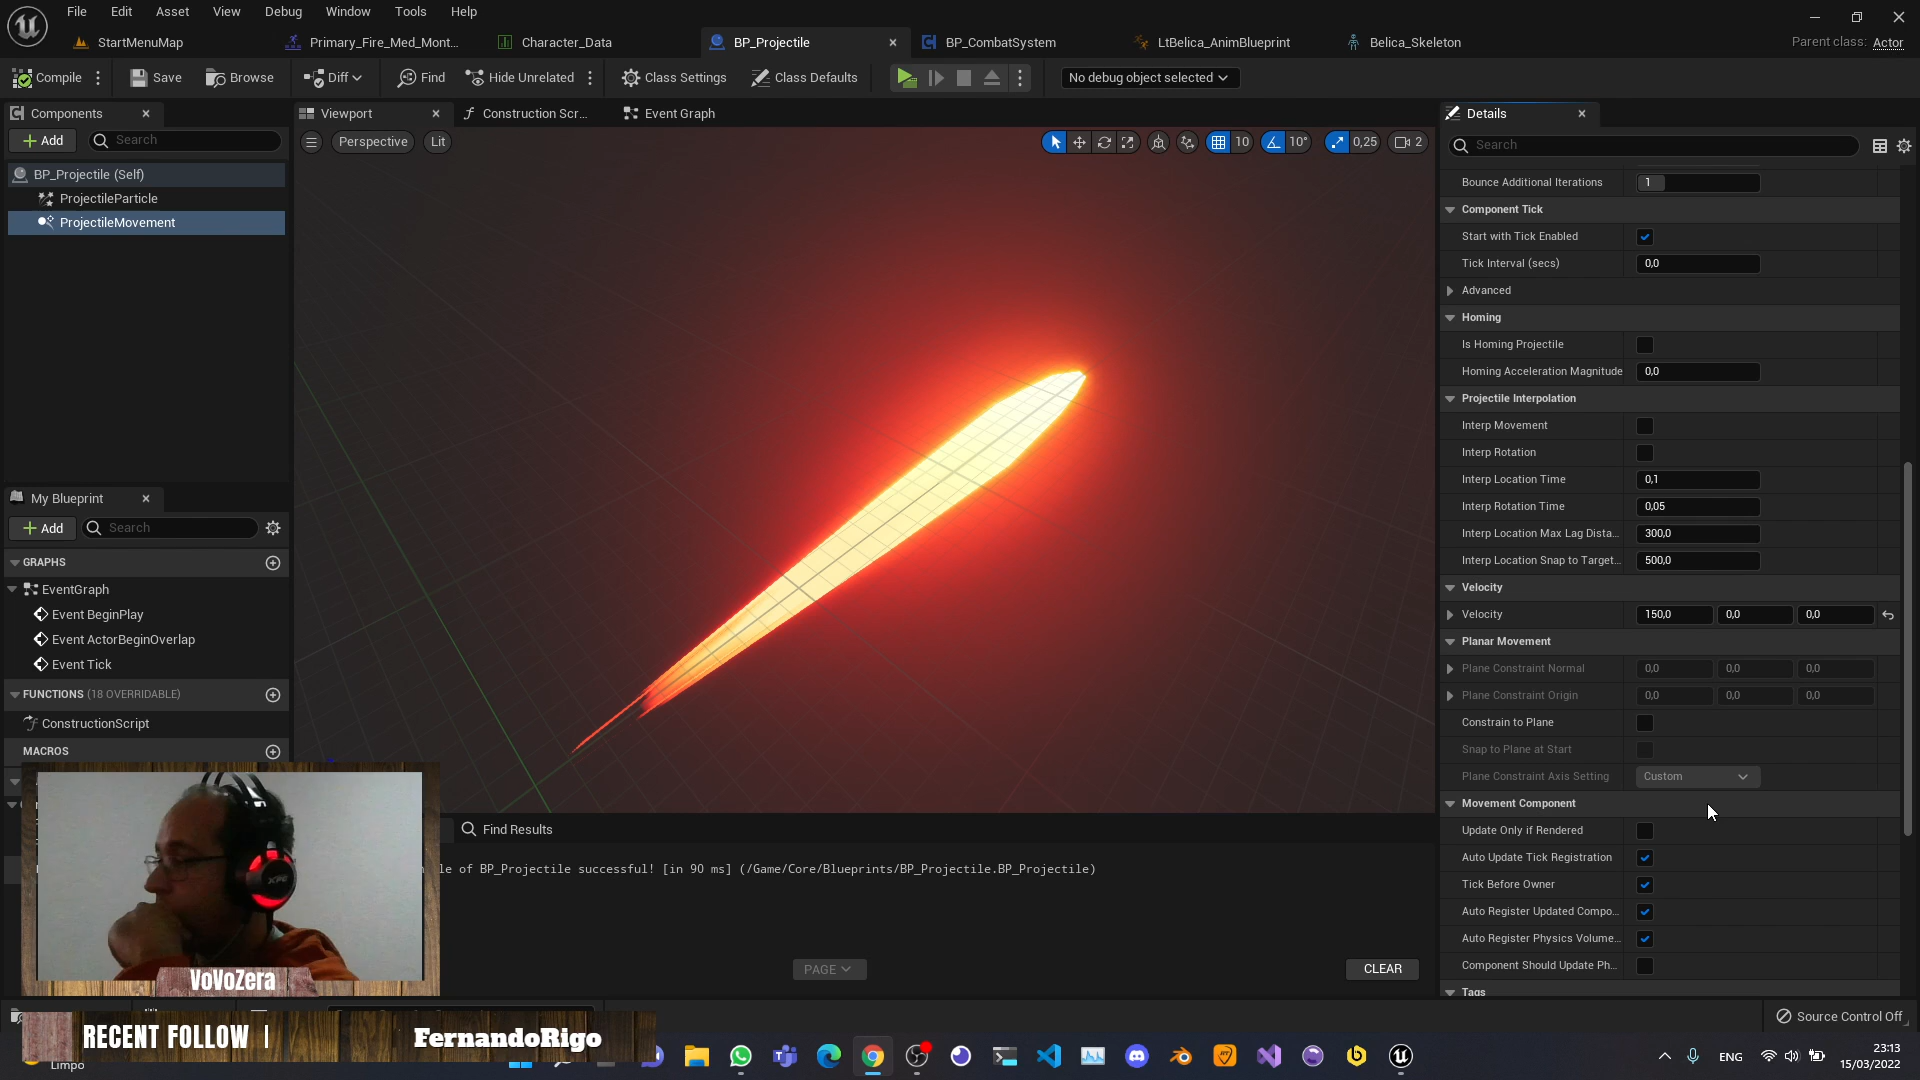 File Edit Asset View Debug Window Tools Help
StartMenuMap Primary_Fire_Med_Mont... Character_Data BP_Projectile BP_CombatSystem LtBelica_AnimBlueprint Belica_Skeleton Parent class: Actor
Compile Save Browse Diff Find Hide Unrelated Class Settings Class Defaults No debug object selected
Components
Add Search
BP_Projectile (Self)
ProjectileParticle
ProjectileMovement
My Blueprint
Add Search
GRAPHS
EventGraph
Event BeginPlay
Event ActorBeginOverlap
Event Tick
FUNCTIONS (18 OVERRIDABLE)
ConstructionScript
MACROS
Viewport Construction Scr... Event Graph
Perspective Lit 10 10° 0,25 2
Find Results
le of BP_Projectile successful! [in 90 ms] (/Game/Core/Blueprints/BP_Projectile.BP_Projectile)
PAGE CLEAR
Details
Search
Bounce Additional Iterations 1
Component Tick
Start with Tick Enabled
Tick Interval (secs) 0,0
Advanced
Homing
Is Homing Projectile
Homing Acceleration Magnitude 0,0
Projectile Interpolation
Interp Movement
Interp Rotation
Interp Location Time 0,1
Interp Rotation Time 0,05
Interp Location Max Lag Dista... 300,0
Interp Location Snap to Target... 500,0
Velocity
Velocity 150,0 0,0 0,0
Planar Movement
Plane Constraint Normal 0,0 0,0 0,0
Plane Constraint Origin 0,0 0,0 0,0
Constrain to Plane
Snap to Plane at Start
Plane Constraint Axis Setting Custom
Movement Component
Update Only if Rendered
Auto Update Tick Registration
Tick Before Owner
Auto Register Updated Compo...
Auto Register Physics Volume...
Component Should Update Ph...
Tags
Source Control Off
XPG
VoVoZera
RECENT FOLLOW | FernandoRigo
Limpo
ENG
23:13
15/03/2022